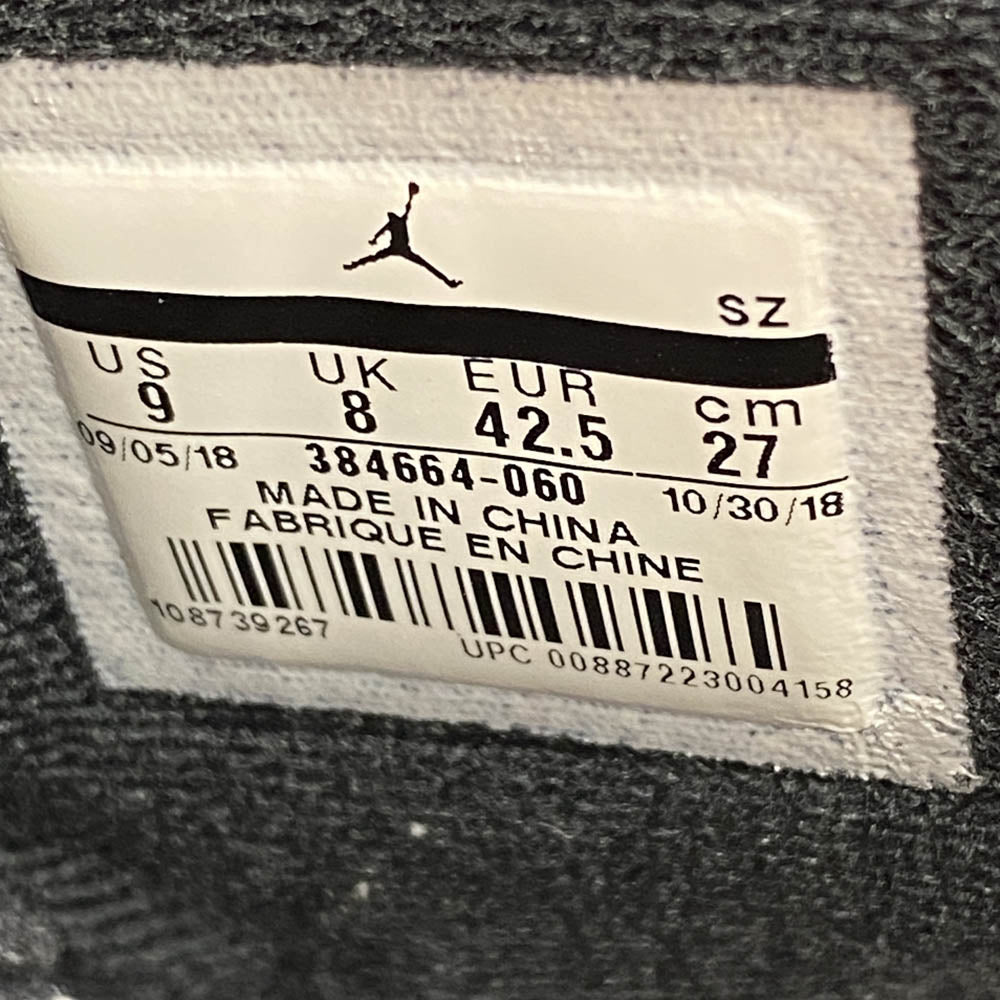 SZ
US UK EUR cm
9 8 42.5 27
09/05/18 384664-060 10/30/18
MADE IN CHINA
FABRIQUE EN CHINE
108739267
UPC 00887223004158